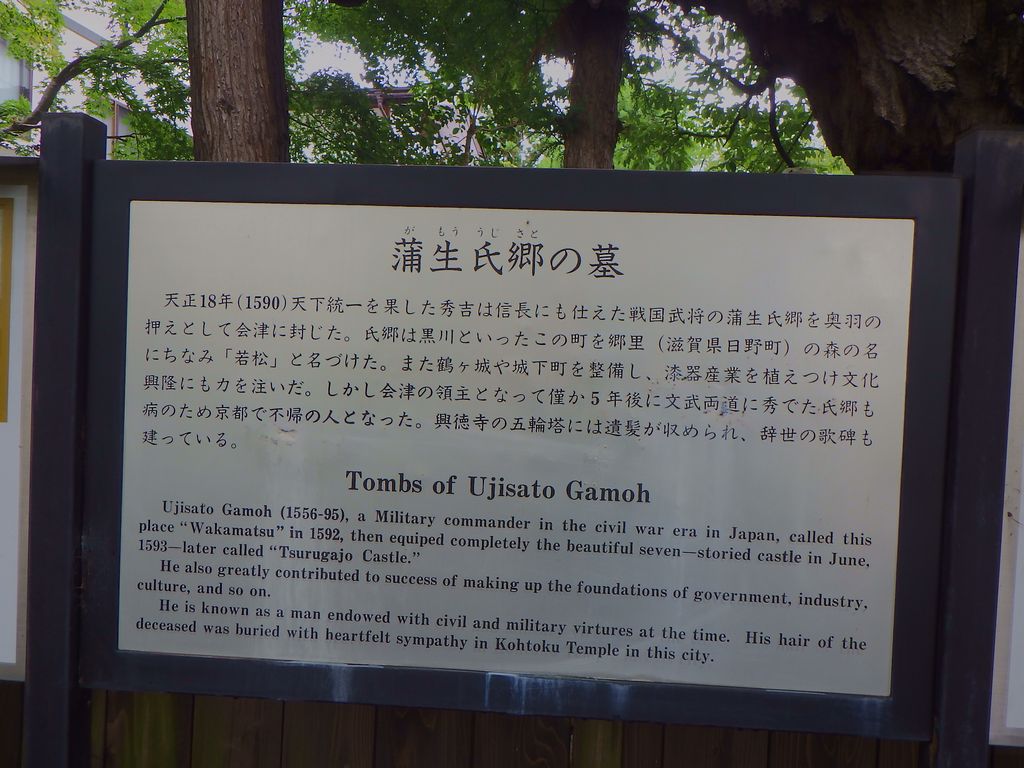 が もう うじ さと
蒲生氏郷の墓
天正18年(1590)天下統一を果した秀吉は信長にも仕えた戦国武将の蒲生氏郷を奥羽の
押えとして会津に封じた。氏郷は黒川といったこの町を郷里（滋賀県日野町）の森の名
にちなみ「若松」と名づけた。また鶴ヶ城や城下町を整備し、漆器産業を植えつけ文化
興隆にも力を注いだ。しかし会津の領主となって僅か5年後に文武両道に秀でた氏郷も
病のため京都で不帰の人となった。興徳寺の五輪塔には遺髪が収められ、辞世の歌碑も
建っている。
Tombs of Ujisato Gamoh
Ujisato Gamoh (1556-95), a Military commander in the civil war era in Japan, called this
place “Wakamatsu” in 1592, then equiped completely the beautiful seven—storied castle in June,
1593—later called “Tsurugajo Castle.”
He also greatly contributed to success of making up the foundations of government, industry,
culture, and so on.
He is known as a man endowed with civil and military virtures at the time. His hair of the
deceased was buried with heartfelt sympathy in Kohtoku Temple in this city.